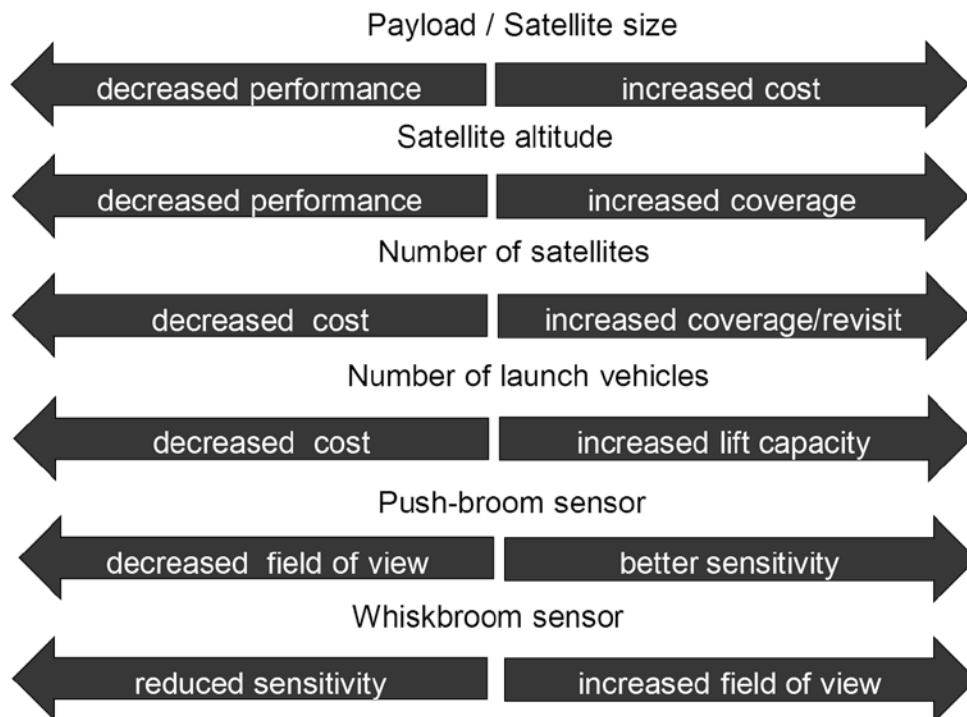 Payload / Satellite size
decreased performance increased cost
Satellite altitude
decreased performance increased coverage
Number of satellites
decreased cost increased coverage/revisit
Number of launch vehicles
decreased cost increased lift capacity
Push-broom sensor
decreased field of view better sensitivity
Whiskbroom sensor
reduced sensitivity increased field of view